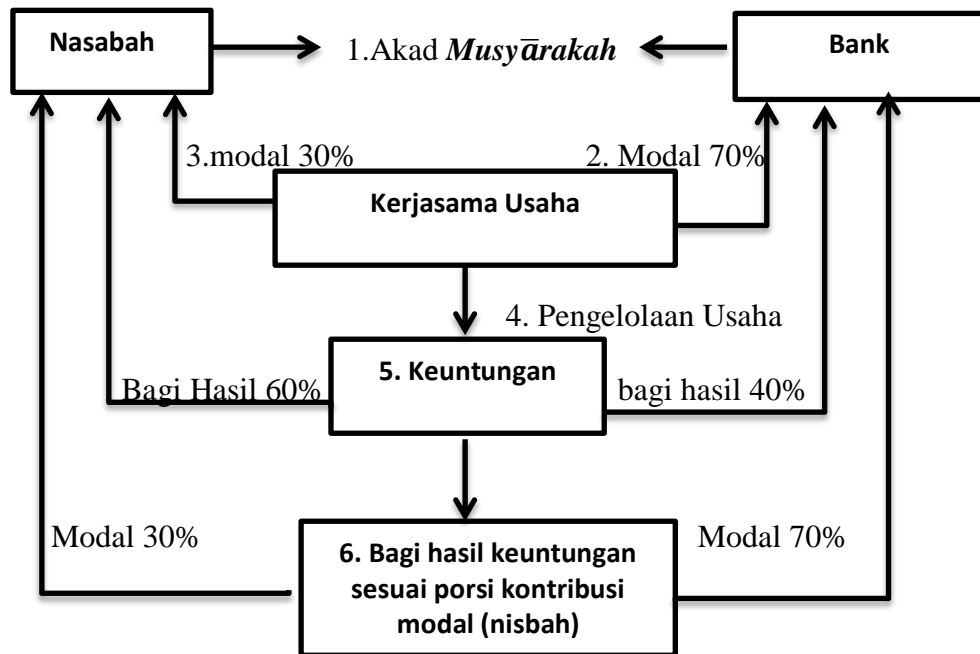 Nasabah
1.Akad Musyārakah
Bank
3.modal 30%
2. Modal 70%
Kerjasama Usaha
4. Pengelolaan Usaha
5. Keuntungan
Bagi Hasil 60%
bagi hasil 40%
Modal 30%
Modal 70%
6. Bagi hasil keuntungan
sesuai porsi kontribusi
modal (nisbah)